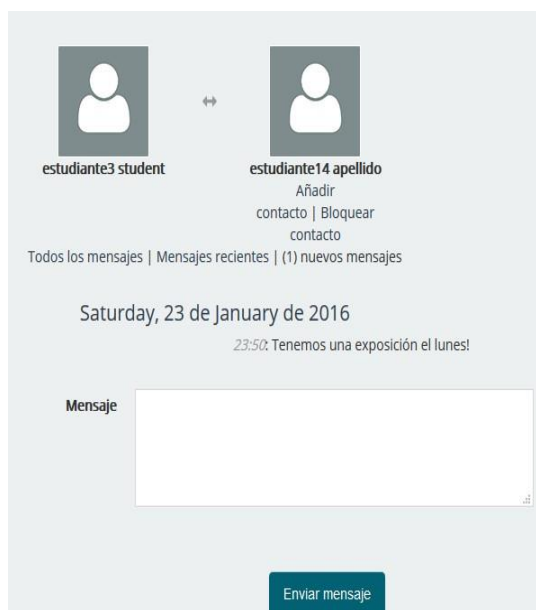 estudiante3 student
estudiante14 apellido
Añadir
contacto | Bloquear
contacto
Todos los mensajes | Mensajes recientes | (1) nuevos mensajes
Saturday, 23 de January de 2016
23:50: Tenemos una exposición el lunes!
Mensaje
Enviar mensaje